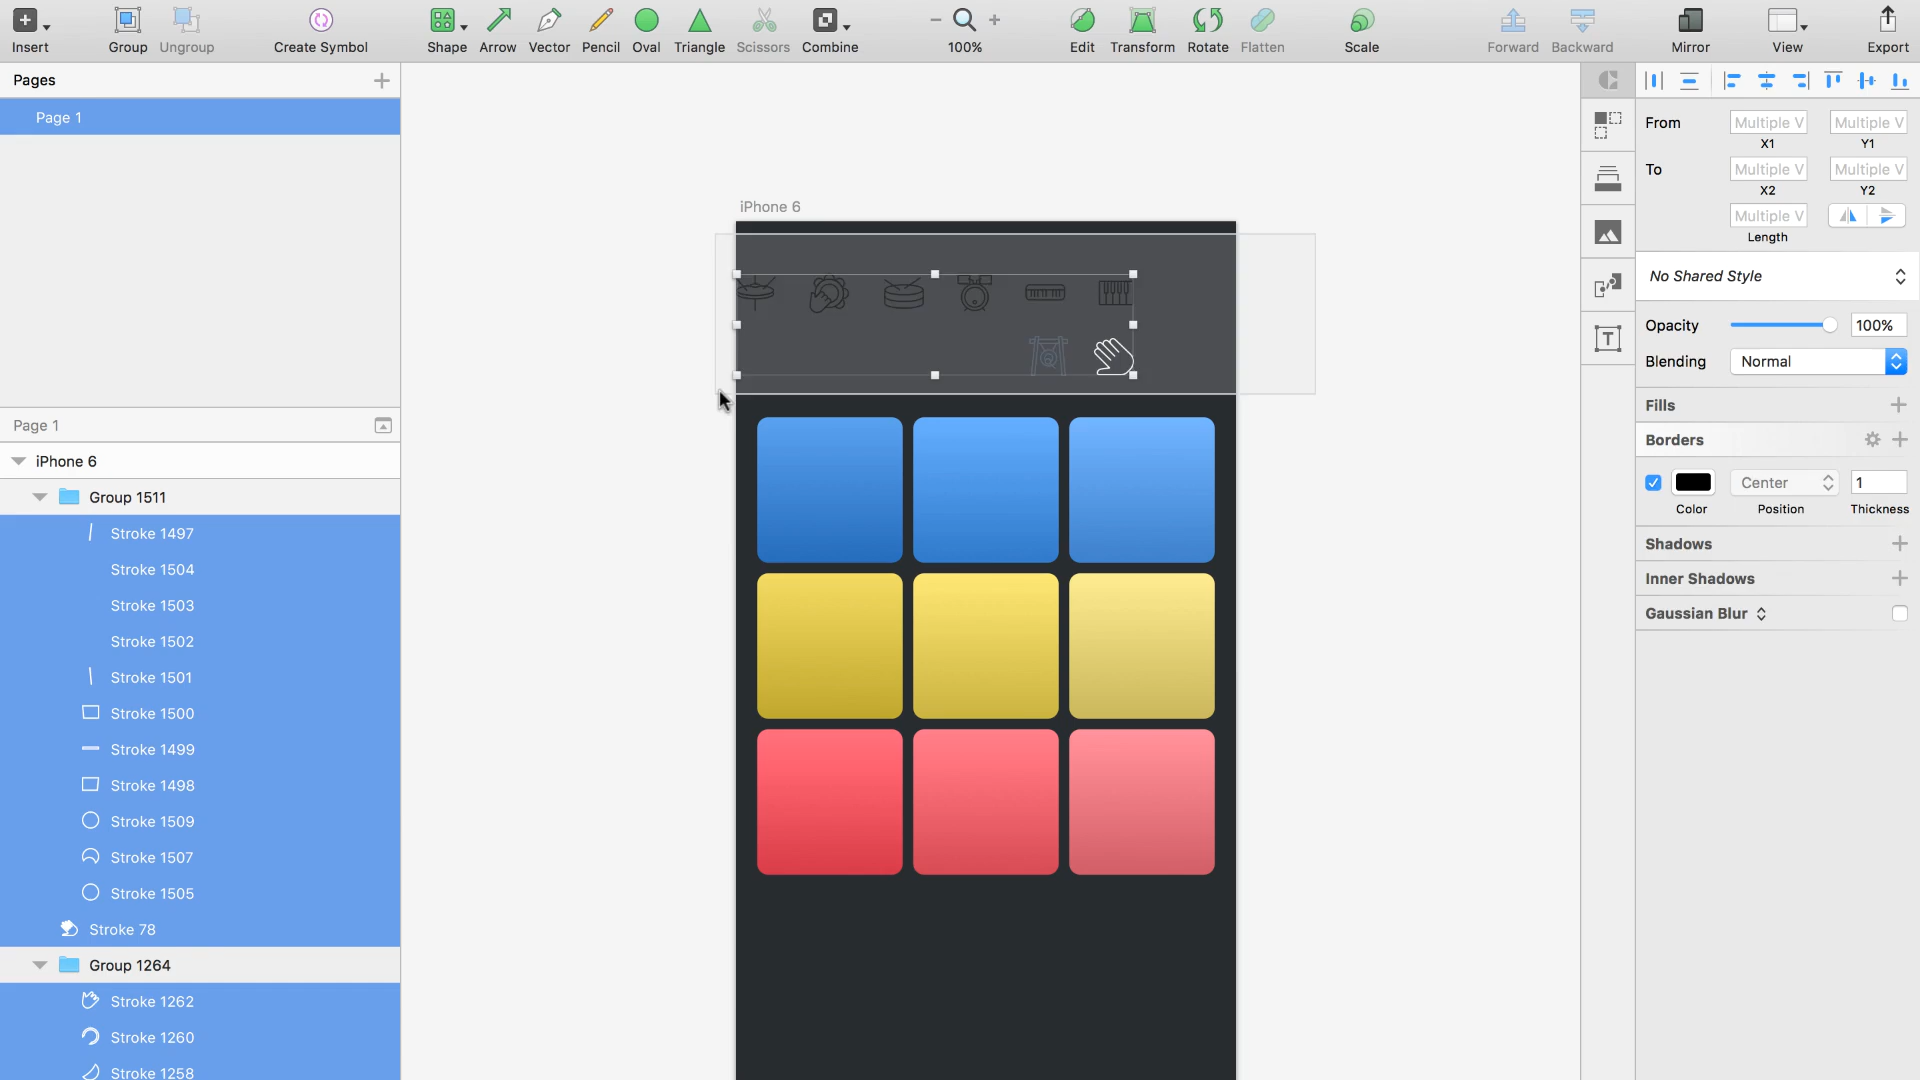 Insert
Group
Ungroup
Create Symbol
Shape
Arrow
Vector
Pencil
Oval
Triangle
Scissors
Combine
100%
Edit
Transform
Rotate
Flatten
Scale
Forward
Backward
Mirror
View
Export
Pages
Page 1
Page 1
iPhone 6
Group 1511
Stroke 1497
Stroke 1504
Stroke 1503
Stroke 1502
Stroke 1501
Stroke 1500
Stroke 1499
Stroke 1498
Stroke 1509
Stroke 1507
Stroke 1505
Stroke 78
Group 1264
Stroke 1262
Stroke 1260
Stroke 1258
iPhone 6
From
Multiple V
Multiple V
X1
Y1
To
Multiple V
Multiple V
X2
Y2
Multiple V
Length
No Shared Style
Opacity
100%
Blending
Normal
Fills
Borders
Center
1
Color
Position
Thickness
Shadows
Inner Shadows
Gaussian Blur